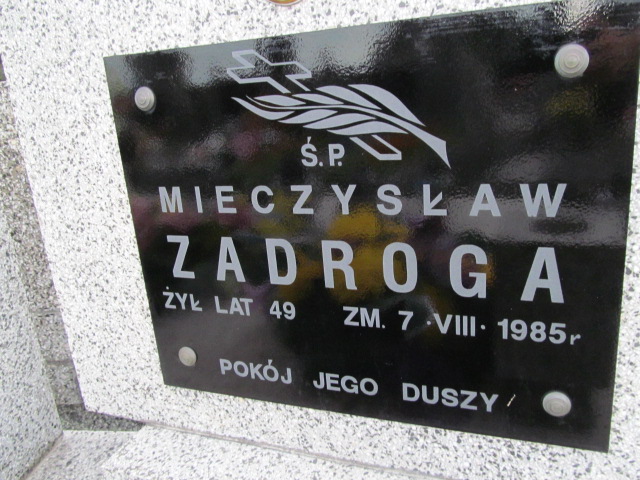 Ś.P.
MIECZYSŁAW
ZADROGA
ŻYŁ LAT 49 ZM. 7 ·VIII· 1985r
POKÓJ JEGO DUSZY